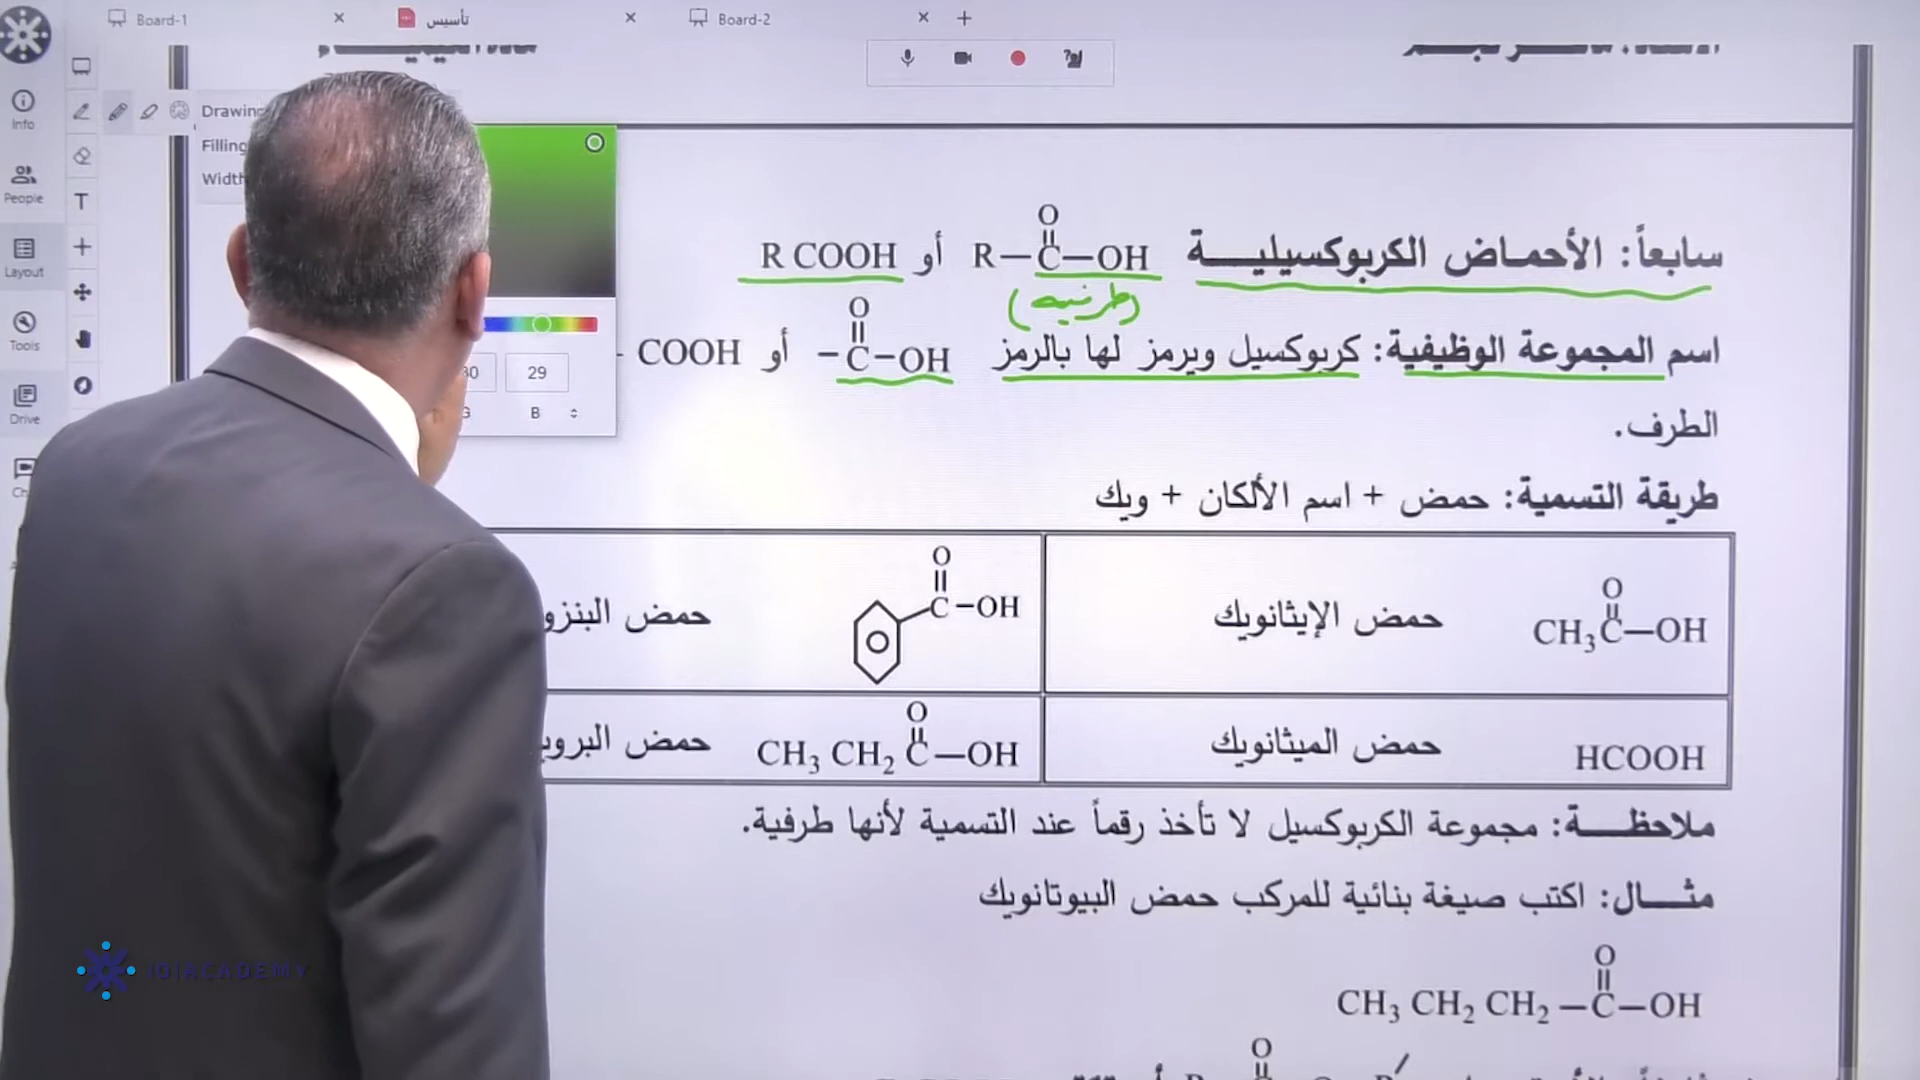 Board-1
تأسيس
Board-2
Info
People
Layout
Tools
Drive
Filling
Width
29
B
سابعاً: الأحماض الكربوكسيلية R–C–OH أو R COOH
O
(طرفية)
اسم المجموعة الوظيفية: كربوكسيل ويرمز لها بالرمز –C–OH أو COOH
O
الطرف.
طريقة التسمية: حمض + اسم الألكان + ويك
O
CH₃C–OH
حمض الإيثانويك
O
C–OH
حمض
HCOOH
حمض الميثانويك
O
CH₃ CH₂ C–OH
حمض
ملاحظة: مجموعة الكربوكسيل لا تأخذ رقماً عند التسمية لأنها طرفية.
مثال: اكتب صيغة بنائية للمركب حمض البيوتانويك
O
CH₃ CH₂ CH₂ –C–OH
O